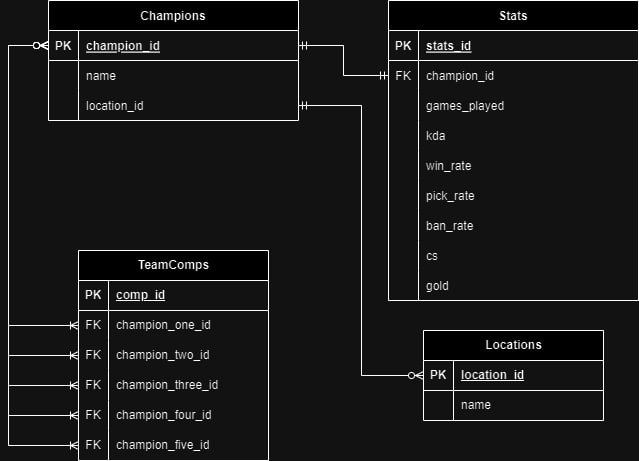 Champions
PK champion_id
name
location_id
Stats
PK stats_id
FK champion_id
games_played
kda
win_rate
pick_rate
ban_rate
cs
gold
TeamComps
PK comp_id
FK champion_one_id
FK champion_two_id
FK champion_three_id
FK champion_four_id
FK champion_five_id
Locations
PK location_id
name